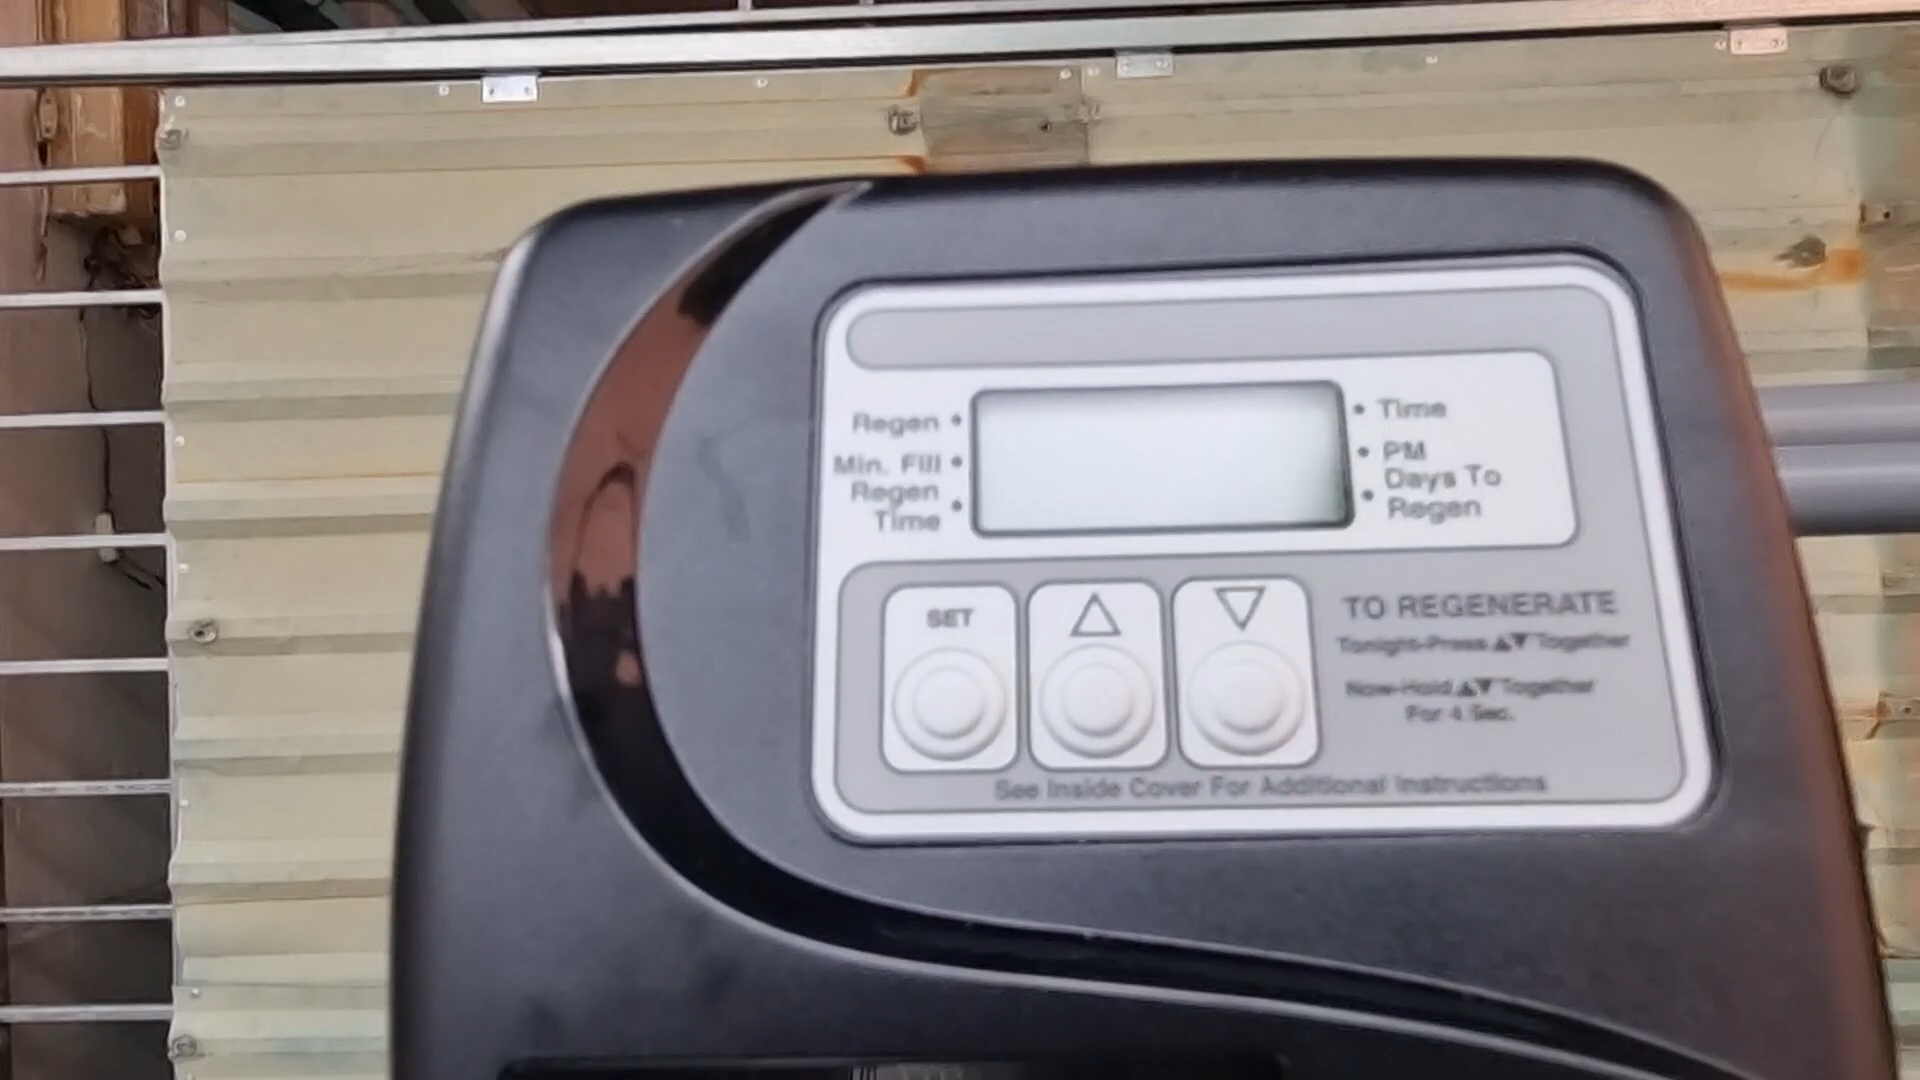 Regen
Min. Fill
Regen
Time
Time
PM
Days To
Regen
SET
TO REGENERATE
Tonight-Press ▲▼ Together
Now-Hold ▲▼ Together
For 4 Sec.
See Inside Cover For Additional Instructions